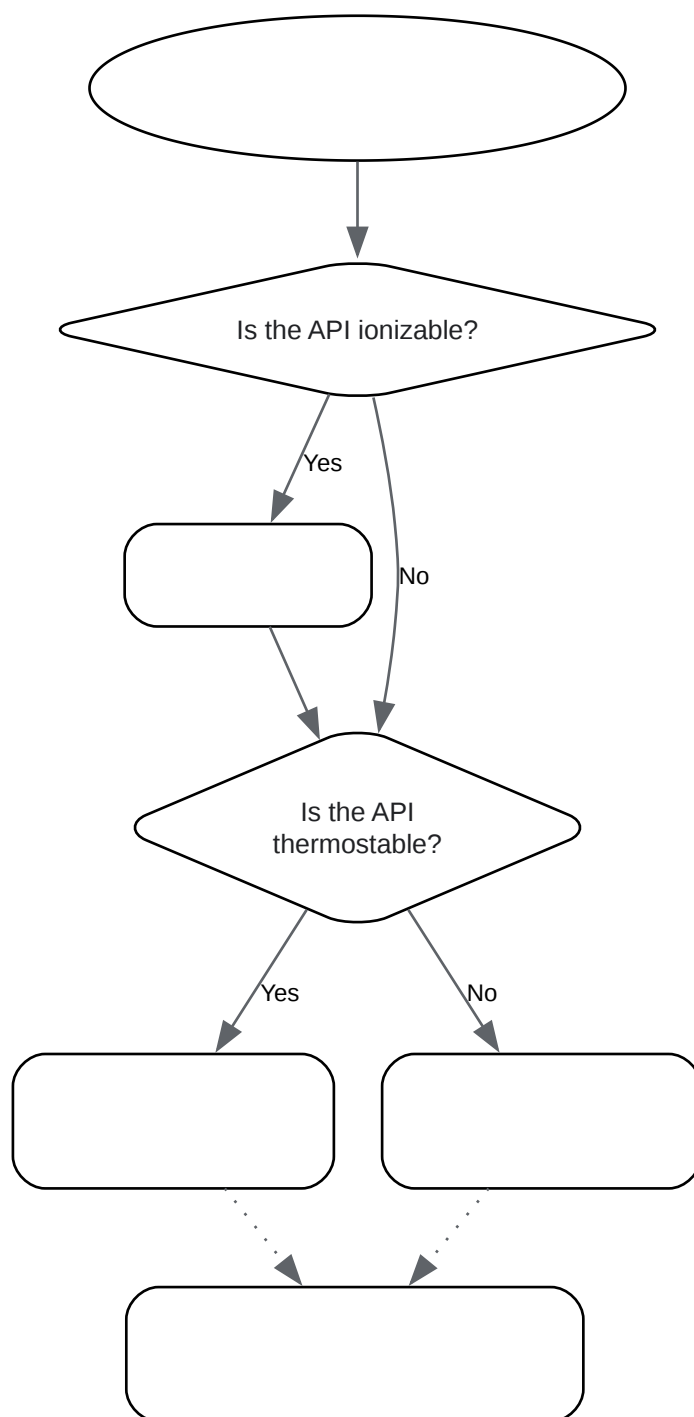 Is the API ionizable?
Yes
No
Is the API
thermostable?
Yes
No